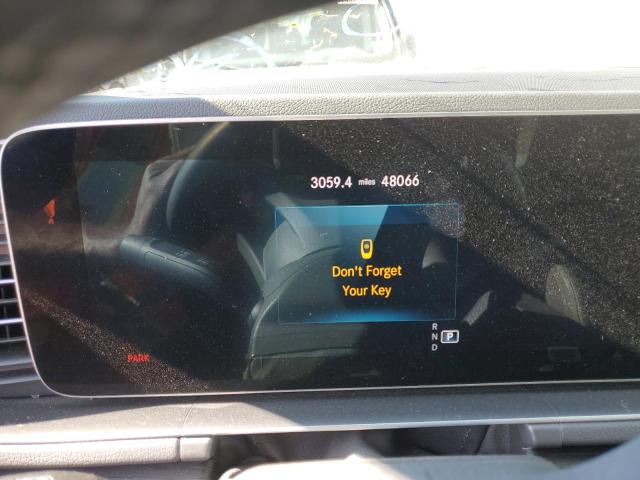 3059.4 miles 48066
Don't Forget
Your Key
R
N P
D
PARK